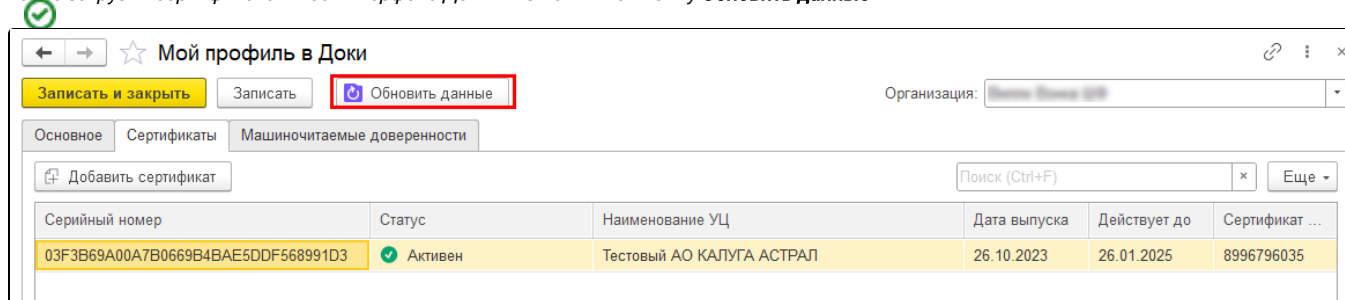 Обновить данные
Мой профиль в Доки
Записать и закрыть
Записать
Обновить данные
Организация:
Основное
Сертификаты
Машиночитаемые доверенности
Добавить сертификат
Поиск (Ctrl+F)
Еще
Серийный номер
Статус
Наименование УЦ
Дата выпуска
Действует до
Сертификат ...
03F3B69A00A7B0669B4BAE5DDF568991D3
Активен
Тестовый АО КАЛУГА АСТРАЛ
26.10.2023
26.01.2025
8996796035